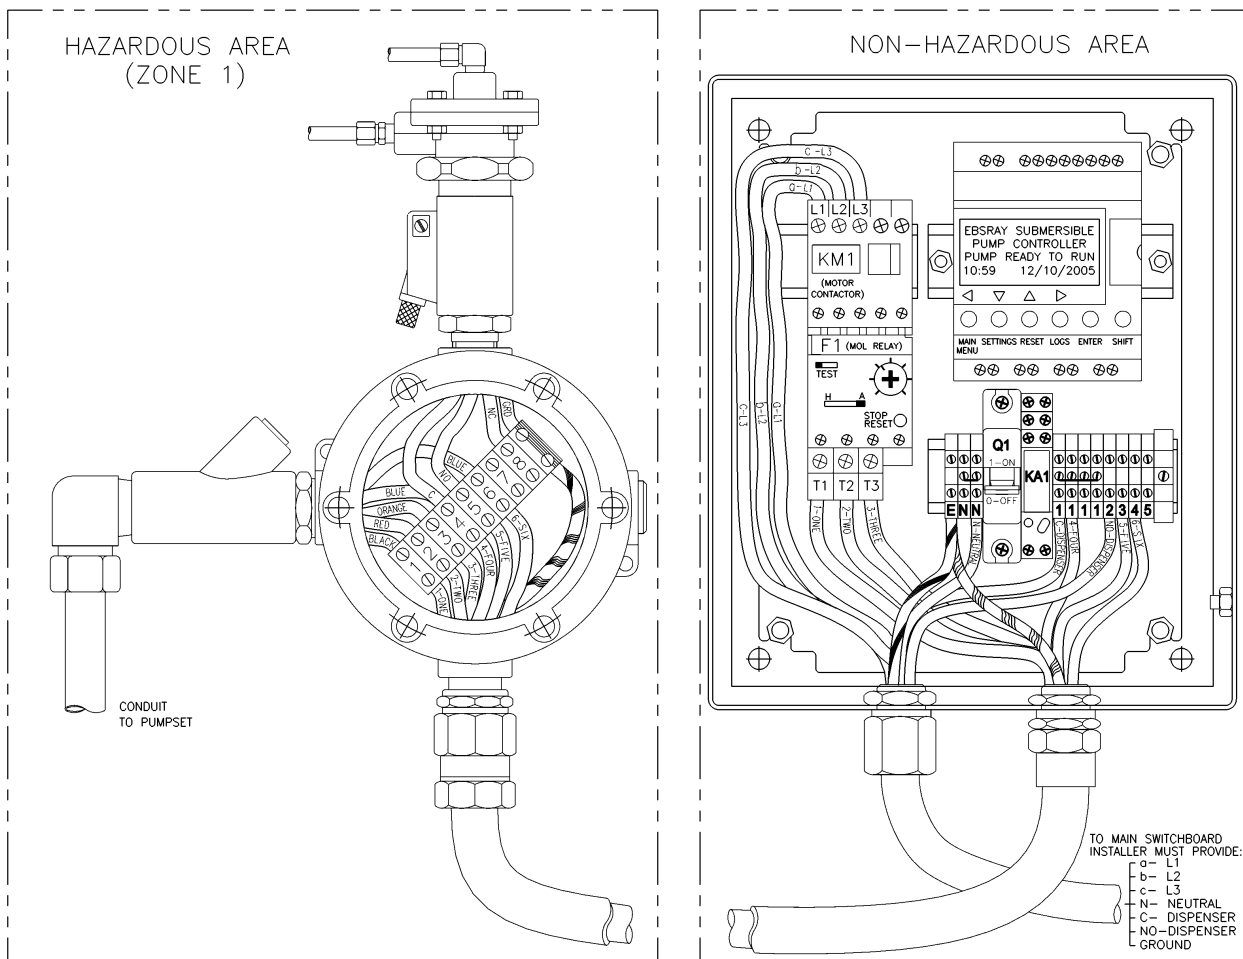 HAZARDOUS AREA
(ZONE 1)
NON-HAZARDOUS AREA
c -L3
b -L2
a-L1
L1 L2 L3
KM1
(MOTOR
CONTACTOR)
F1 (MOL RELAY)
TEST
H A
STOP
RESET
T1 T2 T3
EBSRAY SUBMERSIBLE
PUMP CONTROLLER
PUMP READY TO RUN
10:59 12/10/2005
MAIN SETTINGS RESET LOGS ENTER SHIFT
MENU
Q1
1-ON
0-OFF
KA1
E N N
1 1 1 1 2 3 4 5
C-L3
b-L2
a-L1
1-ONE
2-TWO
3-THREE
N-NEUTRAL
C-DISPENSER
4-FOUR
NO-DISPENSER
5-FIVE
6-SIX
NC
GRD
BLUE
NO
C
BLUE
ORANGE
RED
BLACK
1 2 3 4 5 6 7 8
1-ONE
2-TWO
3-THREE
4-FOUR
5-FIVE
6-SIX
CONDUIT
TO PUMPSET
TO MAIN SWITCHBOARD
INSTALLER MUST PROVIDE:
a- L1
b- L2
c- L3
N- NEUTRAL
C- DISPENSER
NO-DISPENSER
GROUND